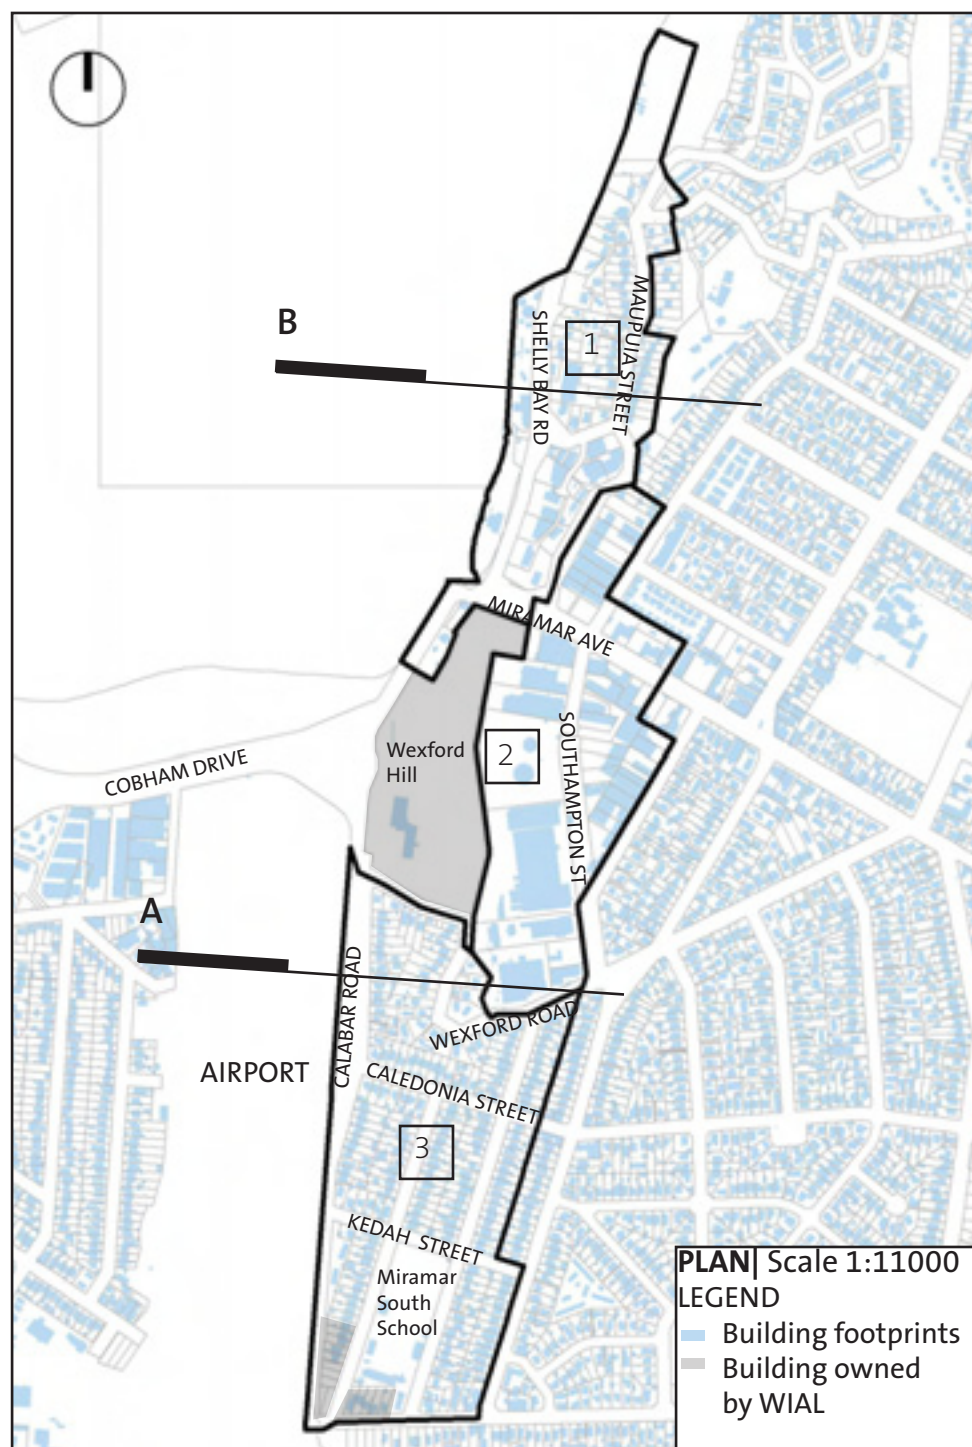 B
SHELLY BAY RD
1
MAUPUIA STREET
MIRAMAR AVE
Wexford
Hill
2
SOUTHAMPTON ST
COBHAM DRIVE
A
CALABAR ROAD
WEXFORD ROAD
AIRPORT
CALEDONIA STREET
3
KEDAH STREET
Miramar
South
School
PLAN| Scale 1:11000
LEGEND
Building footprints
Building owned
by WIAL